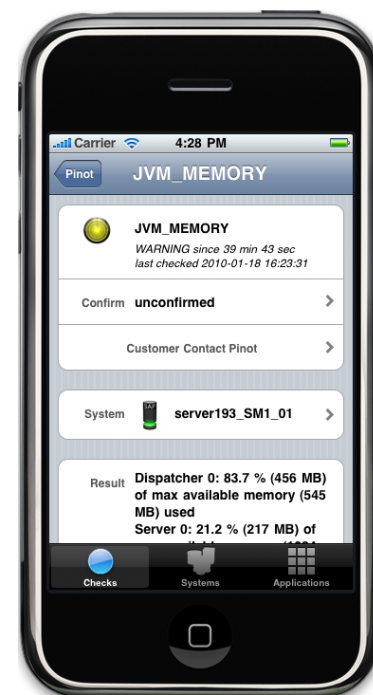 Carrier 4:28 PM
Pinot JVM_MEMORY
JVM_MEMORY
WARNING since 39 min 43 sec
last checked 2010-01-18 16:23:31
Confirm unconfirmed
Customer Contact Pinot
System SAP server193_SM1_01
Result Dispatcher 0: 83.7 % (456 MB)
of max available memory (545
MB) used
Server 0: 21.2 % (217 MB) of
Checks Systems Applications